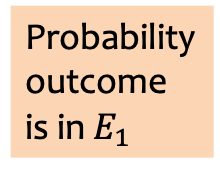 Probability
outcome
is in E₁